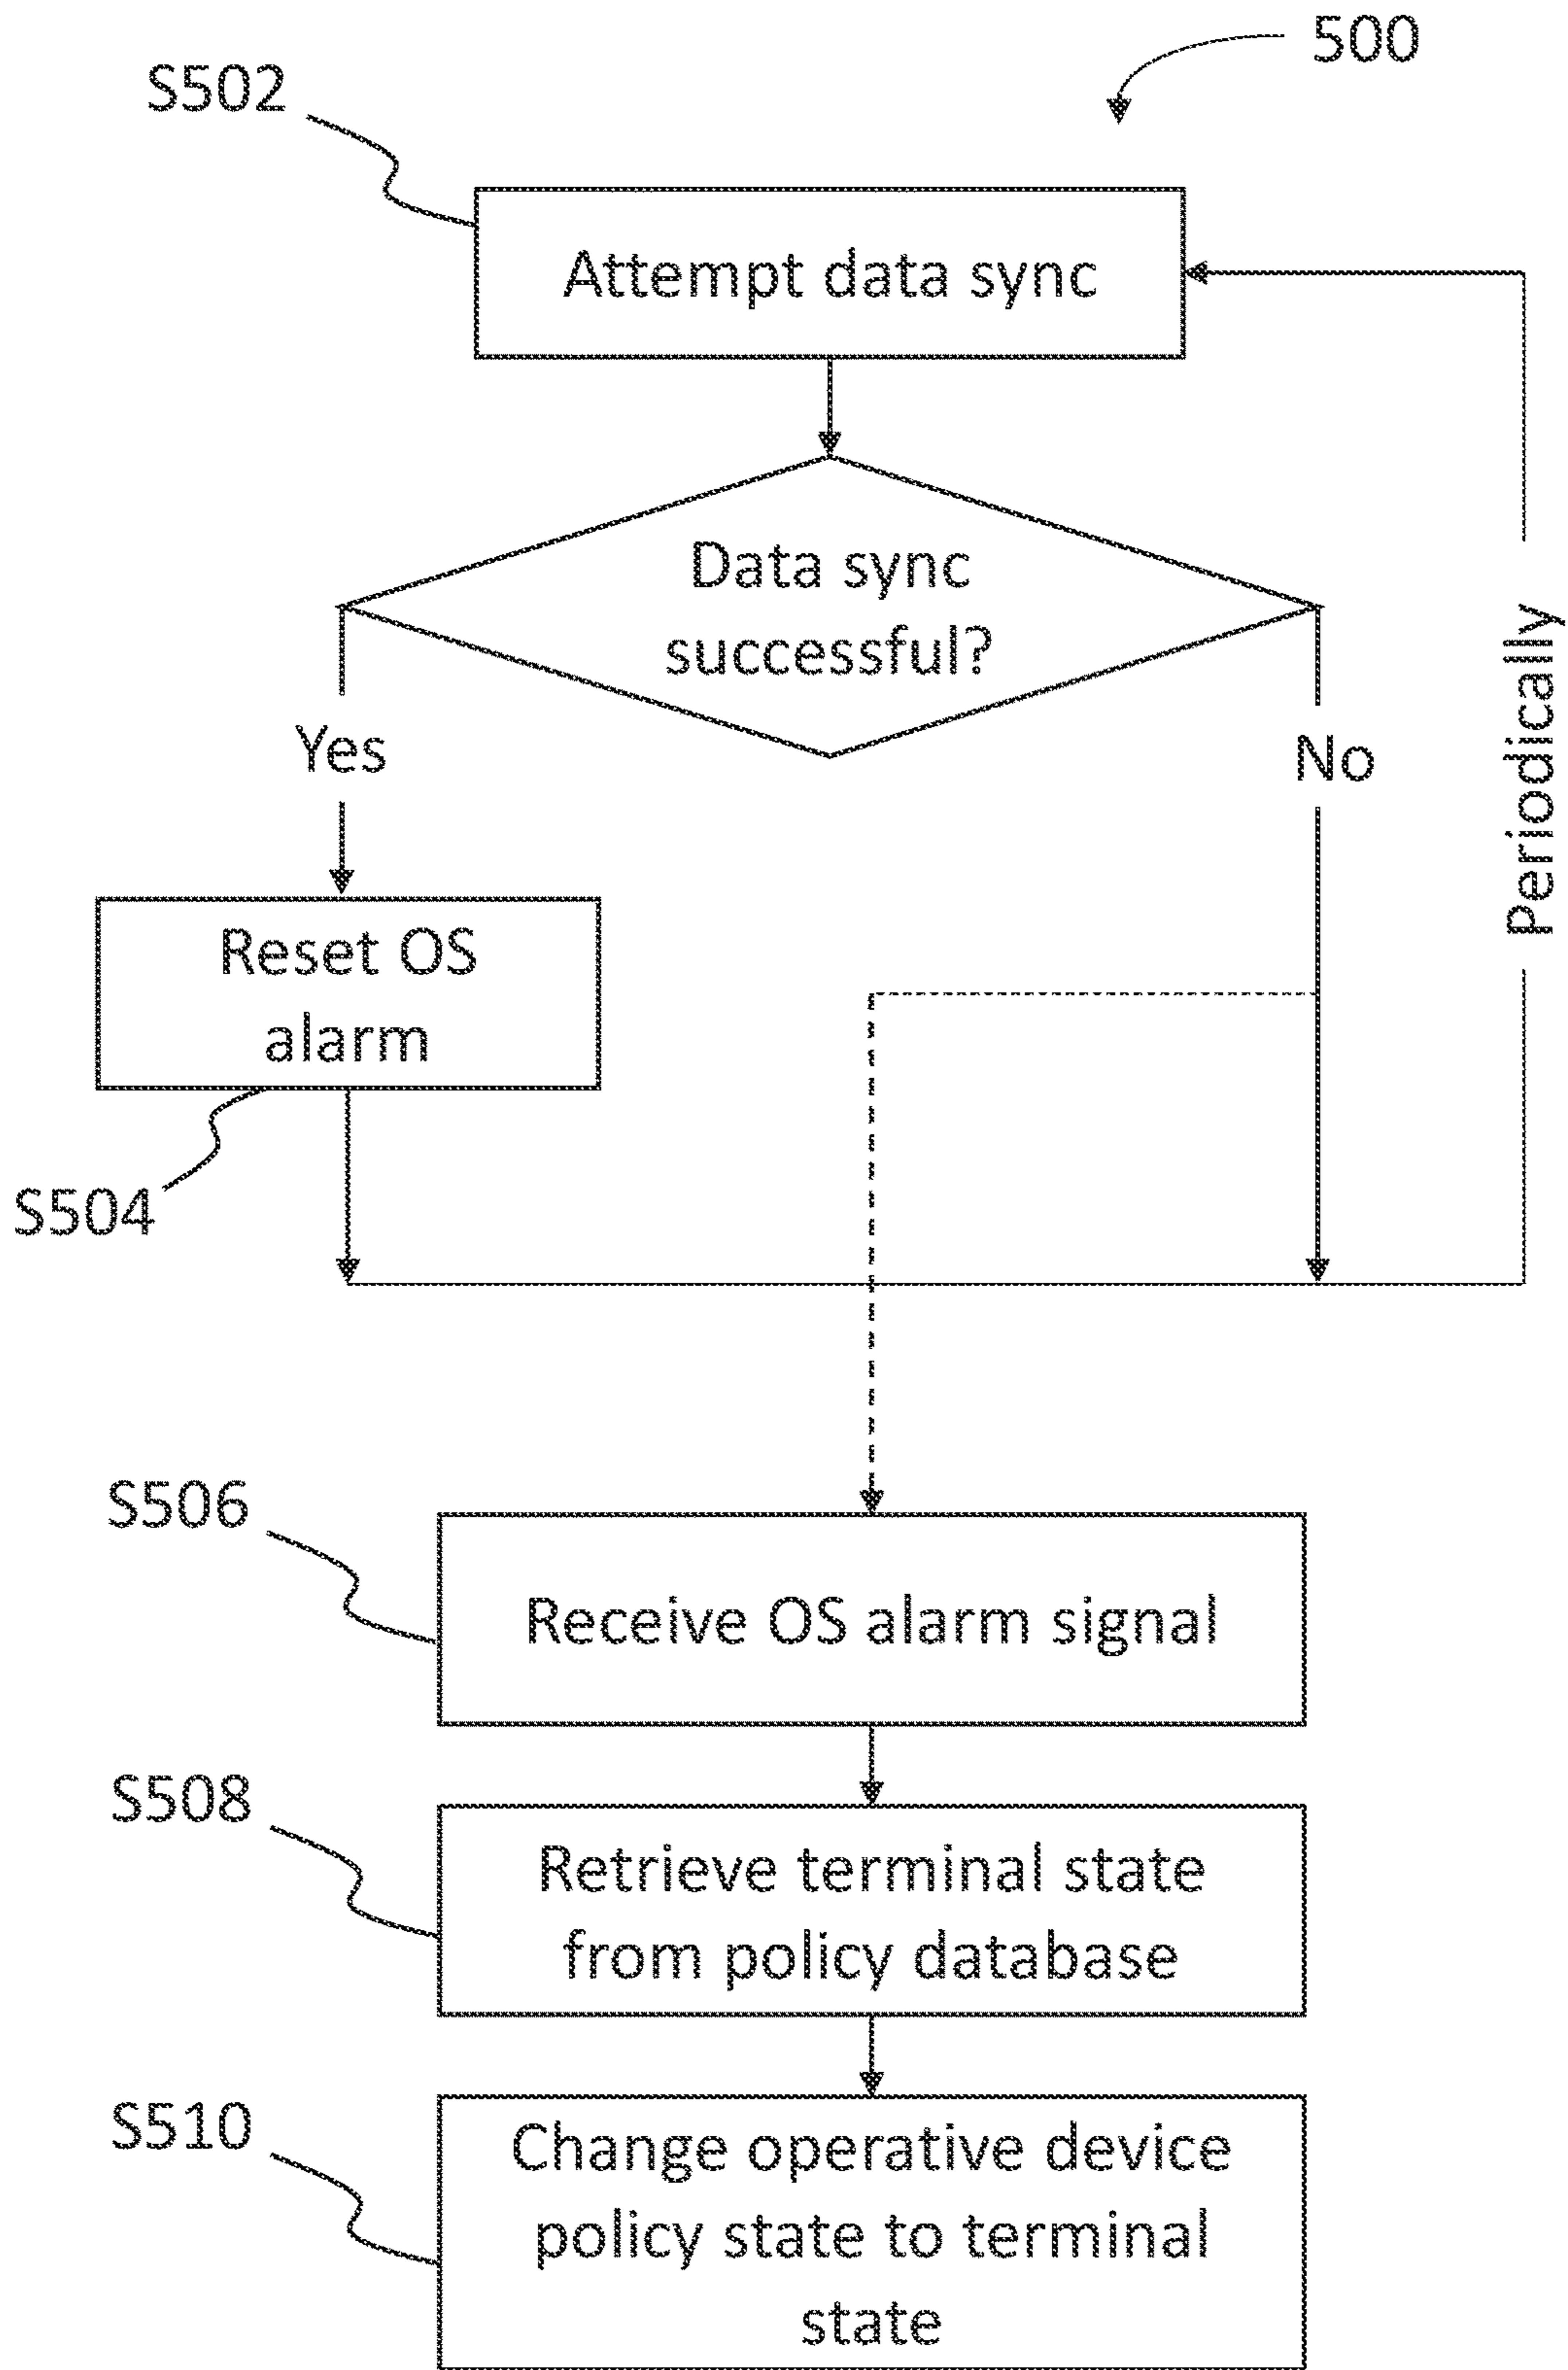 500
S502
Attempt data sync
Data sync
successful?
Yes
No
Periodically
Reset OS
alarm
S504
S506
Receive OS alarm signal
S508
Retrieve terminal state
from policy database
S510
Change operative device
policy state to terminal
state